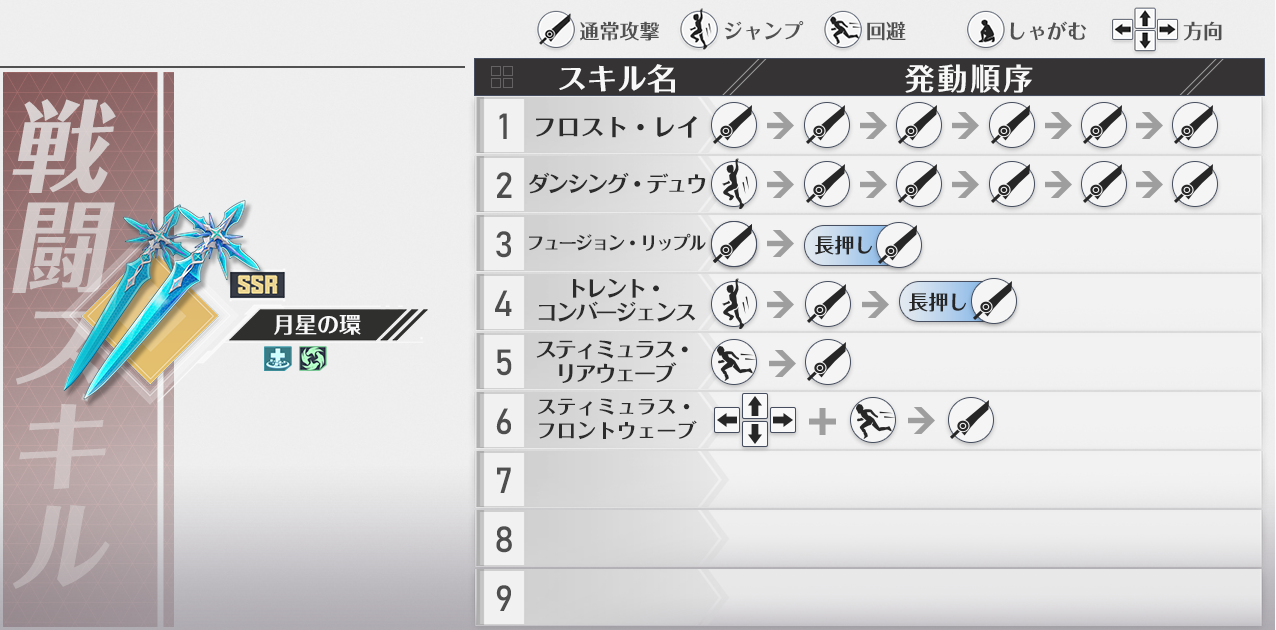 通常攻撃 ジャンプ 回避 しゃがむ 方向
戦闘スキル
SSR
月星の環
スキル名 発動順序
1 フロスト・レイ
2 ダンシング・デュウ
3 フュージョン・リップル 長押し
4 トレント・
コンバージェンス 長押し
5 スティミュラス・
リアウェーブ
6 スティミュラス・
フロントウェーブ
7
8
9